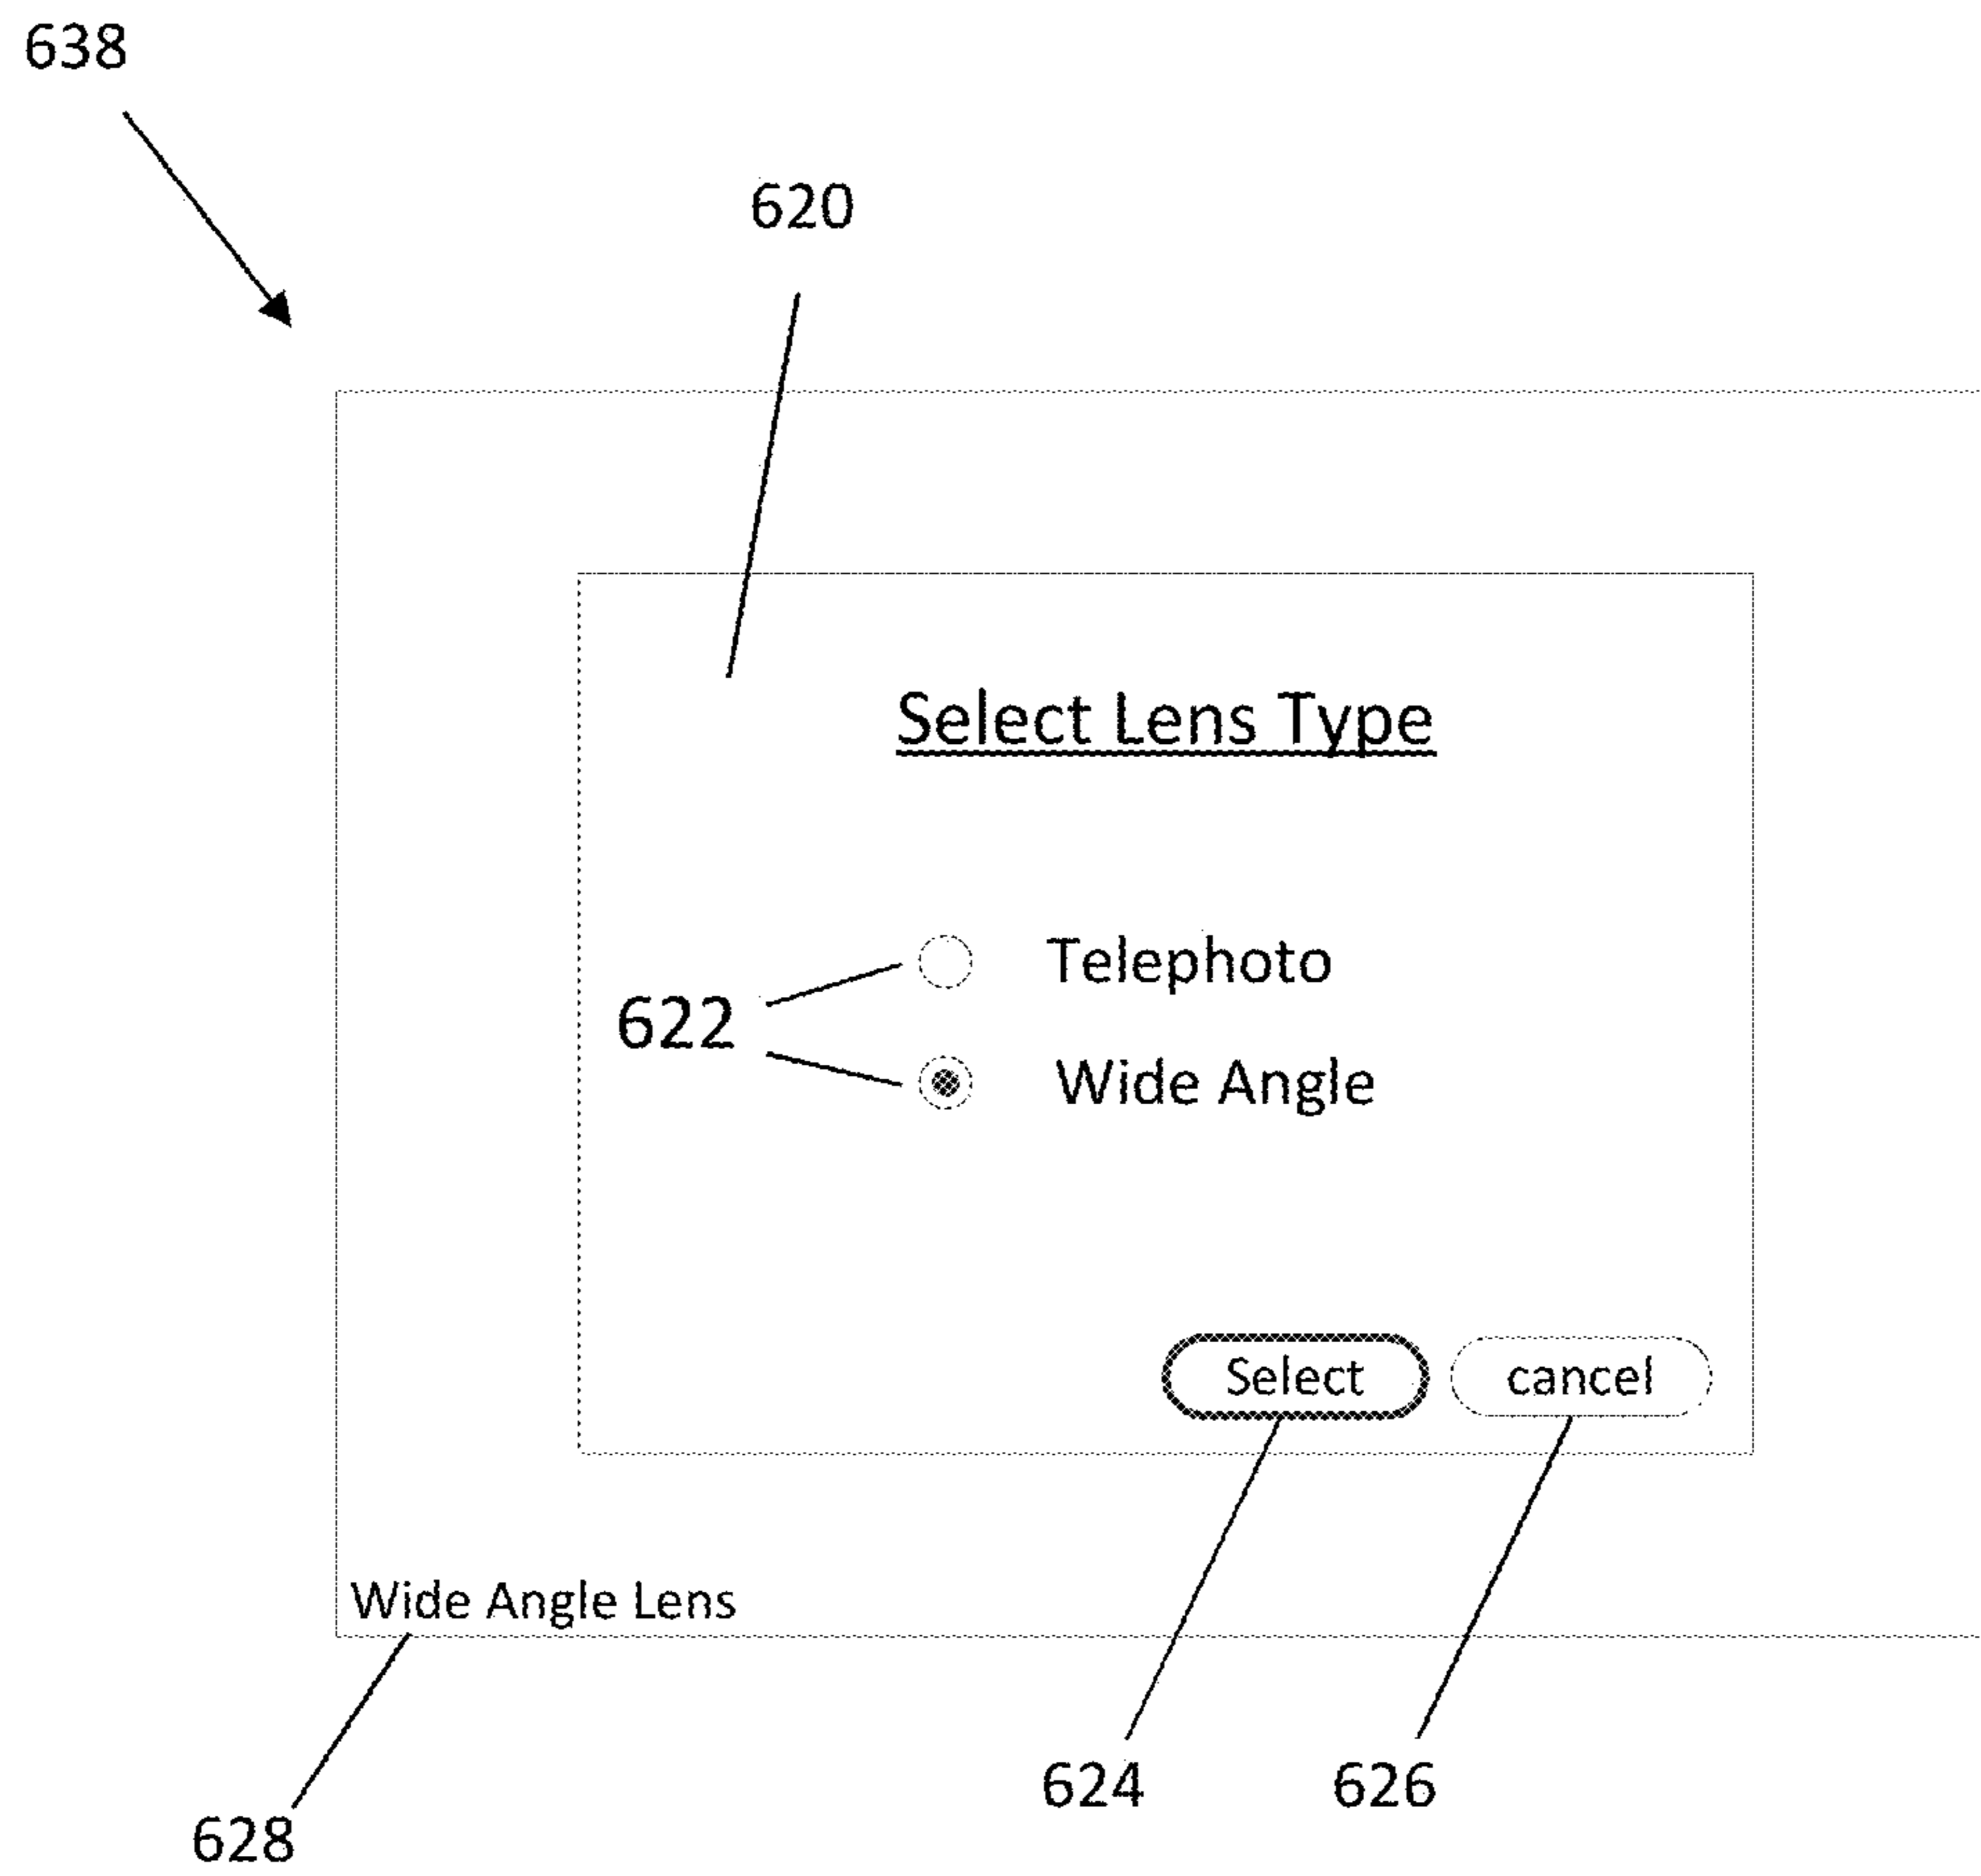 638
620
Select Lens Type
Telephoto
622
Wide Angle
Select cancel
Wide Angle Lens
624 626
628